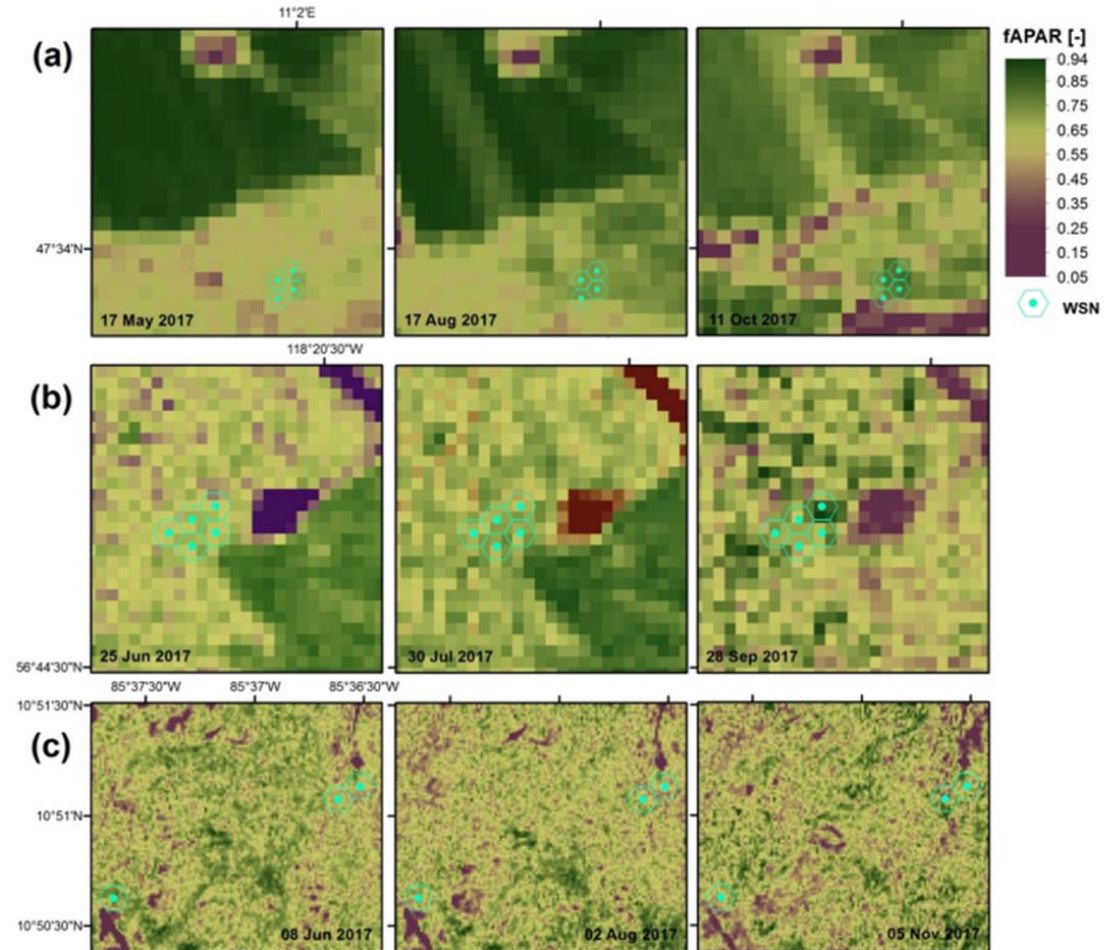 11°2'E
(a)
fAPAR [-]
0.94
0.85
0.75
0.65
0.55
0.45
0.35
0.25
0.15
0.05
WSN
47°34'N
17 May 2017
17 Aug 2017
11 Oct 2017
118°20'30"W
(b)
56°44'30"N
25 Jun 2017
30 Jul 2017
28 Sep 2017
85°37'30"W
85°37'W
85°36'30"W
10°51'30"N
(c)
10°51'N
10°50'30"N
08 Jun 2017
02 Aug 2017
05 Nov 2017